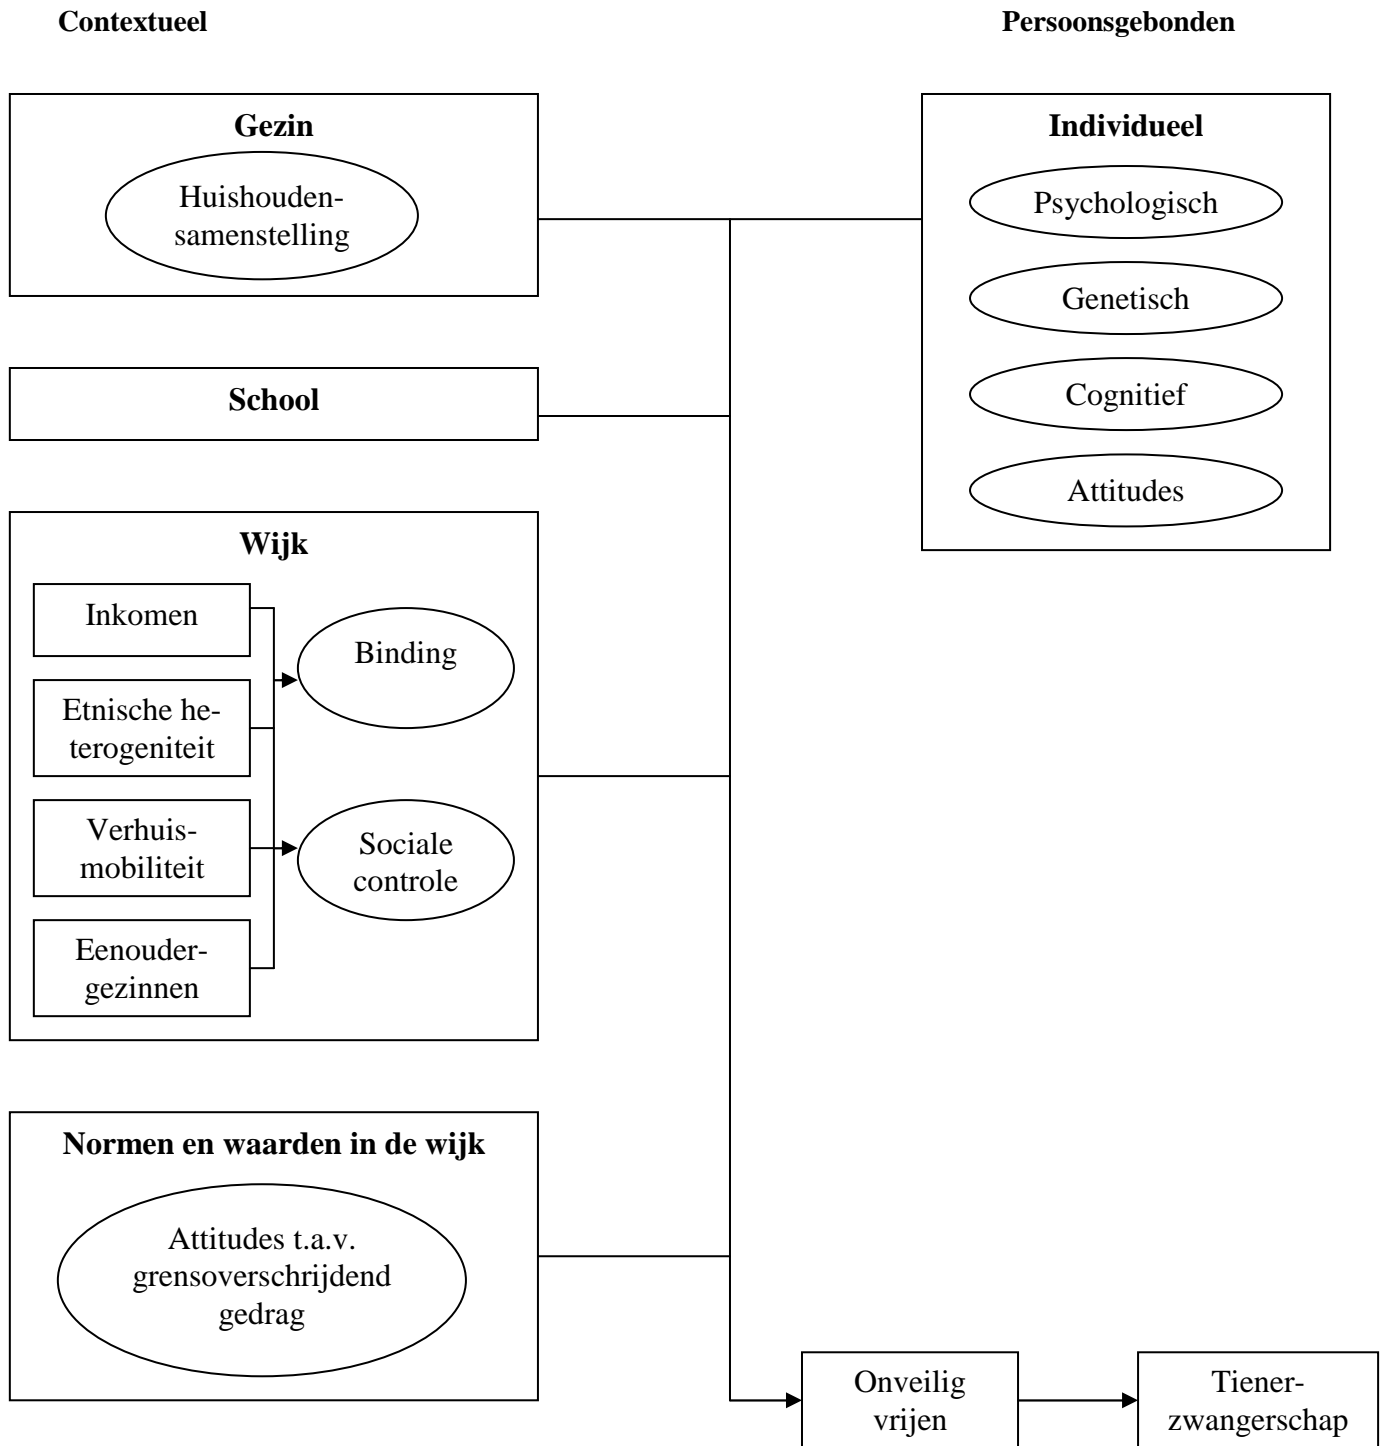 Contextueel
Persoonsgebonden
Gezin
Huishouden-
samenstelling
School
Wijk
Inkomen
Etnische he-
terogeniteit
Verhuis-
mobiliteit
Eenouder-
gezinnen
Binding
Sociale
controle
Normen en waarden in de wijk
Attitudes t.a.v.
grensoverschrijdend
gedrag
Individueel
Psychologisch
Genetisch
Cognitief
Attitudes
Onveilig
vrijen
Tiener-
zwangerschap